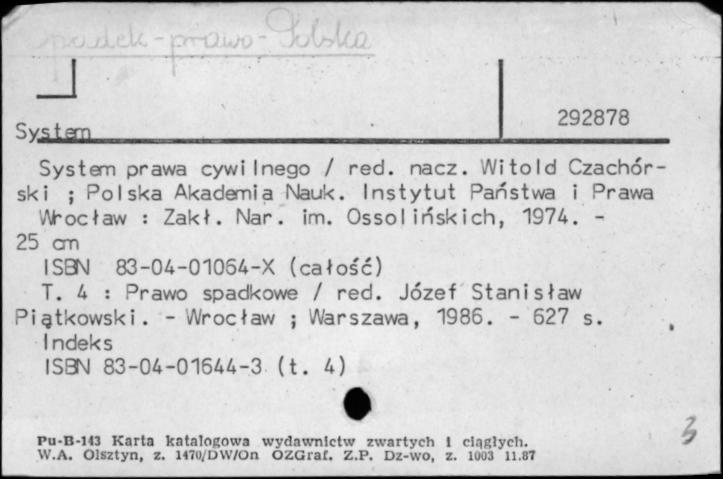 spadek-prawo-Polska
292878
System
System prawa cywilnego / red. nacz. Witold Czachór-
ski ; Polska Akademia Nauk. Instytut Państwa i Prawa
Wrocław : Zakł. Nar. im. Ossolińskich, 1974. -
25 cm
ISBN 83-04-01064-X (całość)
T. 4 : Prawo spadkowe / red. Józef Stanisław
Piątkowski. - Wrocław ; Warszawa, 1986. - 627 s.
Indeks
ISBN 83-04-01644-3 (t. 4)
3
Pu-B-143 Karta katalogowa wydawnictw zwartych i ciągłych.
W.A. Olsztyn, z. 1470/DW/On OZGraf. Z.P. Dz-wo, z. 1003 11.87